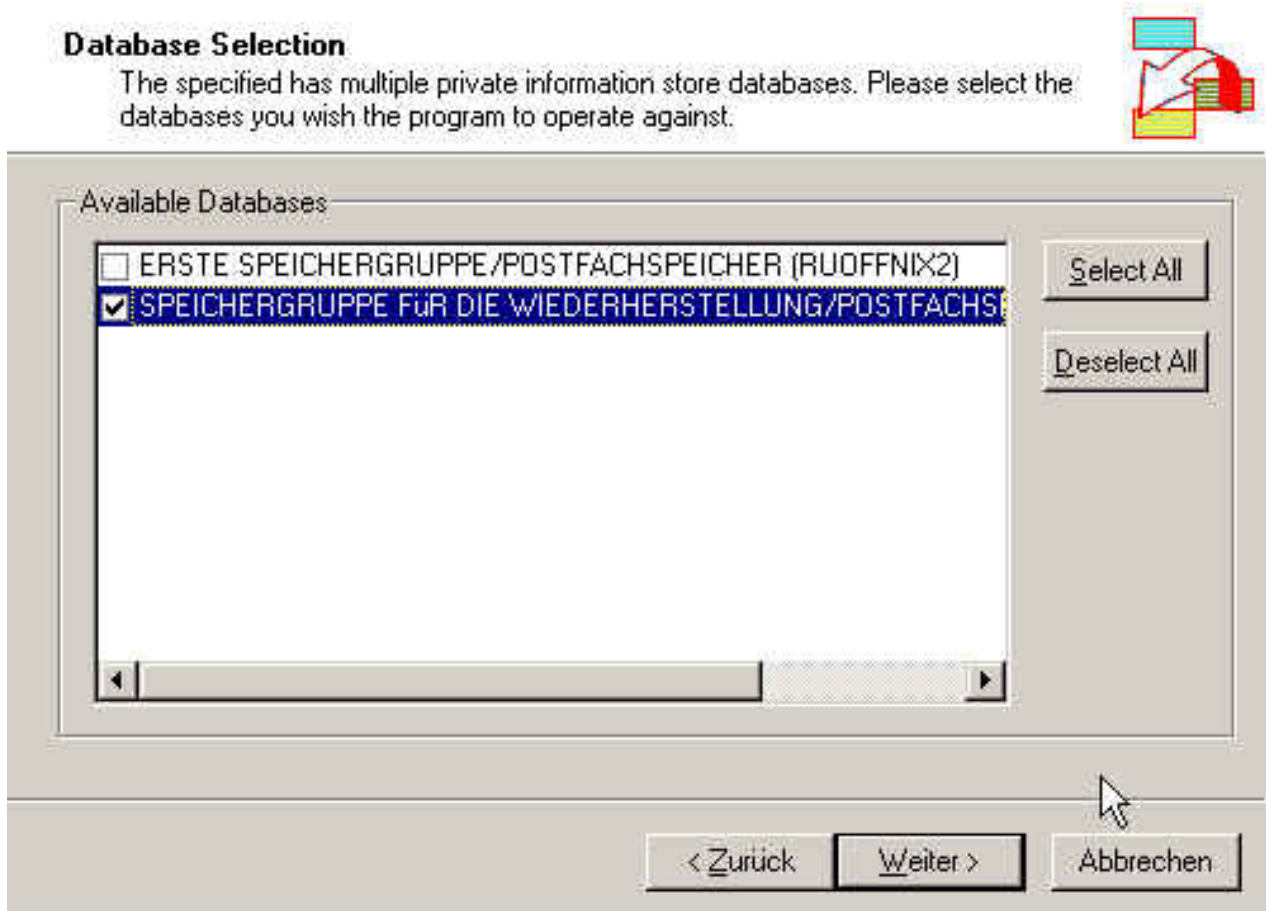 Database Selection
The specified has multiple private information store databases. Please select the
databases you wish the program to operate against.
Available Databases
ERSTE SPEICHERGRUPPE/POSTFACHSPEICHER (RUOFFNIX2)
SPEICHERGRUPPE FüR DIE WIEDERHERSTELLUNG/POSTFACHS
Select All
Deselect All
< Zurück
Weiter >
Abbrechen